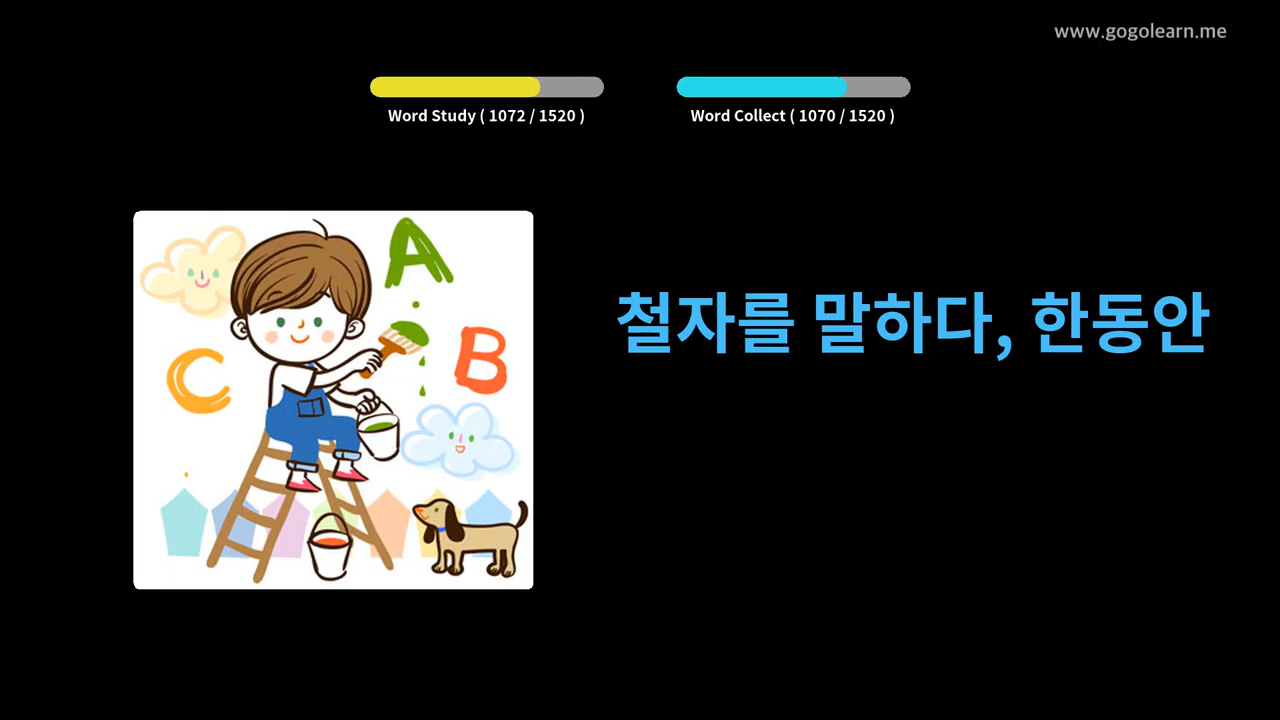 www.gogolearn.me
Word Study ( 1072 / 1520 )
Word Collect ( 1070 / 1520 )
A
B
C
철자를 말하다, 한동안